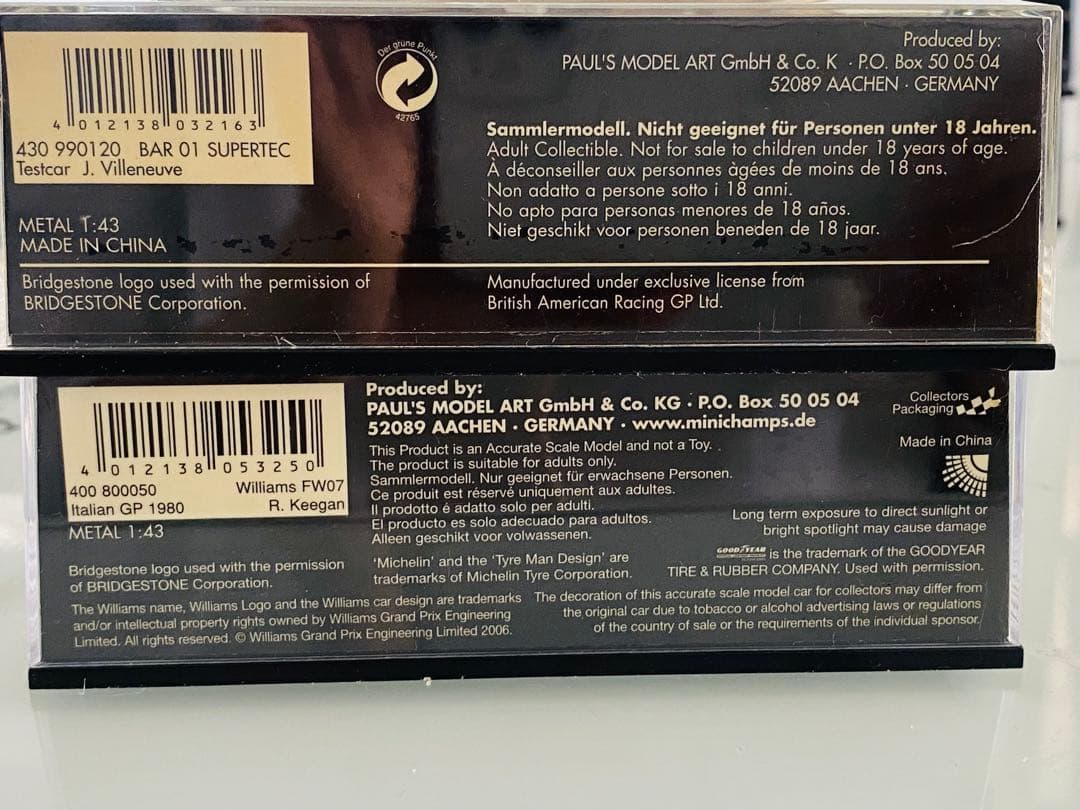 4 012138 032163
430 990120 BAR 01 SUPERTEC
Testcar J. Villeneuve
METAL 1:43
MADE IN CHINA
Der grüne Punkt
42765
Produced by:
PAUL'S MODEL ART GmbH & Co. K · P.O. Box 50 05 04
52089 AACHEN · GERMANY
Sammlermodell. Nicht geeignet für Personen unter 18 Jahren.
Adult Collectible. Not for sale to children under 18 years of age.
À déconseiller aux personnes àgées de moins de 18 ans.
Non adatto a persone sotto i 18 anni.
No apto para personas menores de 18 años.
Niet geschikt voor personen beneden de 18 jaar.
Bridgestone logo used with the permission of
BRIDGESTONE Corporation.
Manufactured under exclusive license from
British American Racing GP Ltd.
4 012138 053250
400 800050 Williams FW07
Italian GP 1980 R. Keegan
METAL 1:43
Produced by:
PAUL'S MODEL ART GmbH & Co. KG · P.O. Box 50 05 04
52089 AACHEN · GERMANY · www.minichamps.de
This Product is an Accurate Scale Model and not a Toy.
The product is suitable for adults only.
Sammlermodell. Nur geeignet für erwachsene Personen.
Ce produit est réservé uniquement aux adultes.
Il prodotto é adatto solo per adulti.
El producto es solo adecuado para adultos.
Alleen geschikt voor volwassenen.
Collectors
Packaging
Made in China
Long term exposure to direct sunlight or
bright spotlight may cause damage
Bridgestone logo used with the permission
of BRIDGESTONE Corporation.
'Michelin' and the 'Tyre Man Design' are
trademarks of Michelin Tyre Corporation.
GOODYEAR is the trademark of the GOODYEAR
TIRE & RUBBER COMPANY. Used with permission.
The Williams name, Williams Logo and the Williams car design are trademarks
and/or intellectual property rights owned by Williams Grand Prix Engineering
Limited. All rights reserved. © Williams Grand Prix Engineering Limited 2006.
The decoration of this accurate scale model car for collectors may differ from
the original car due to tobacco or alcohol advertising laws or regulations
of the country of sale or the requirements of the individual sponsor.